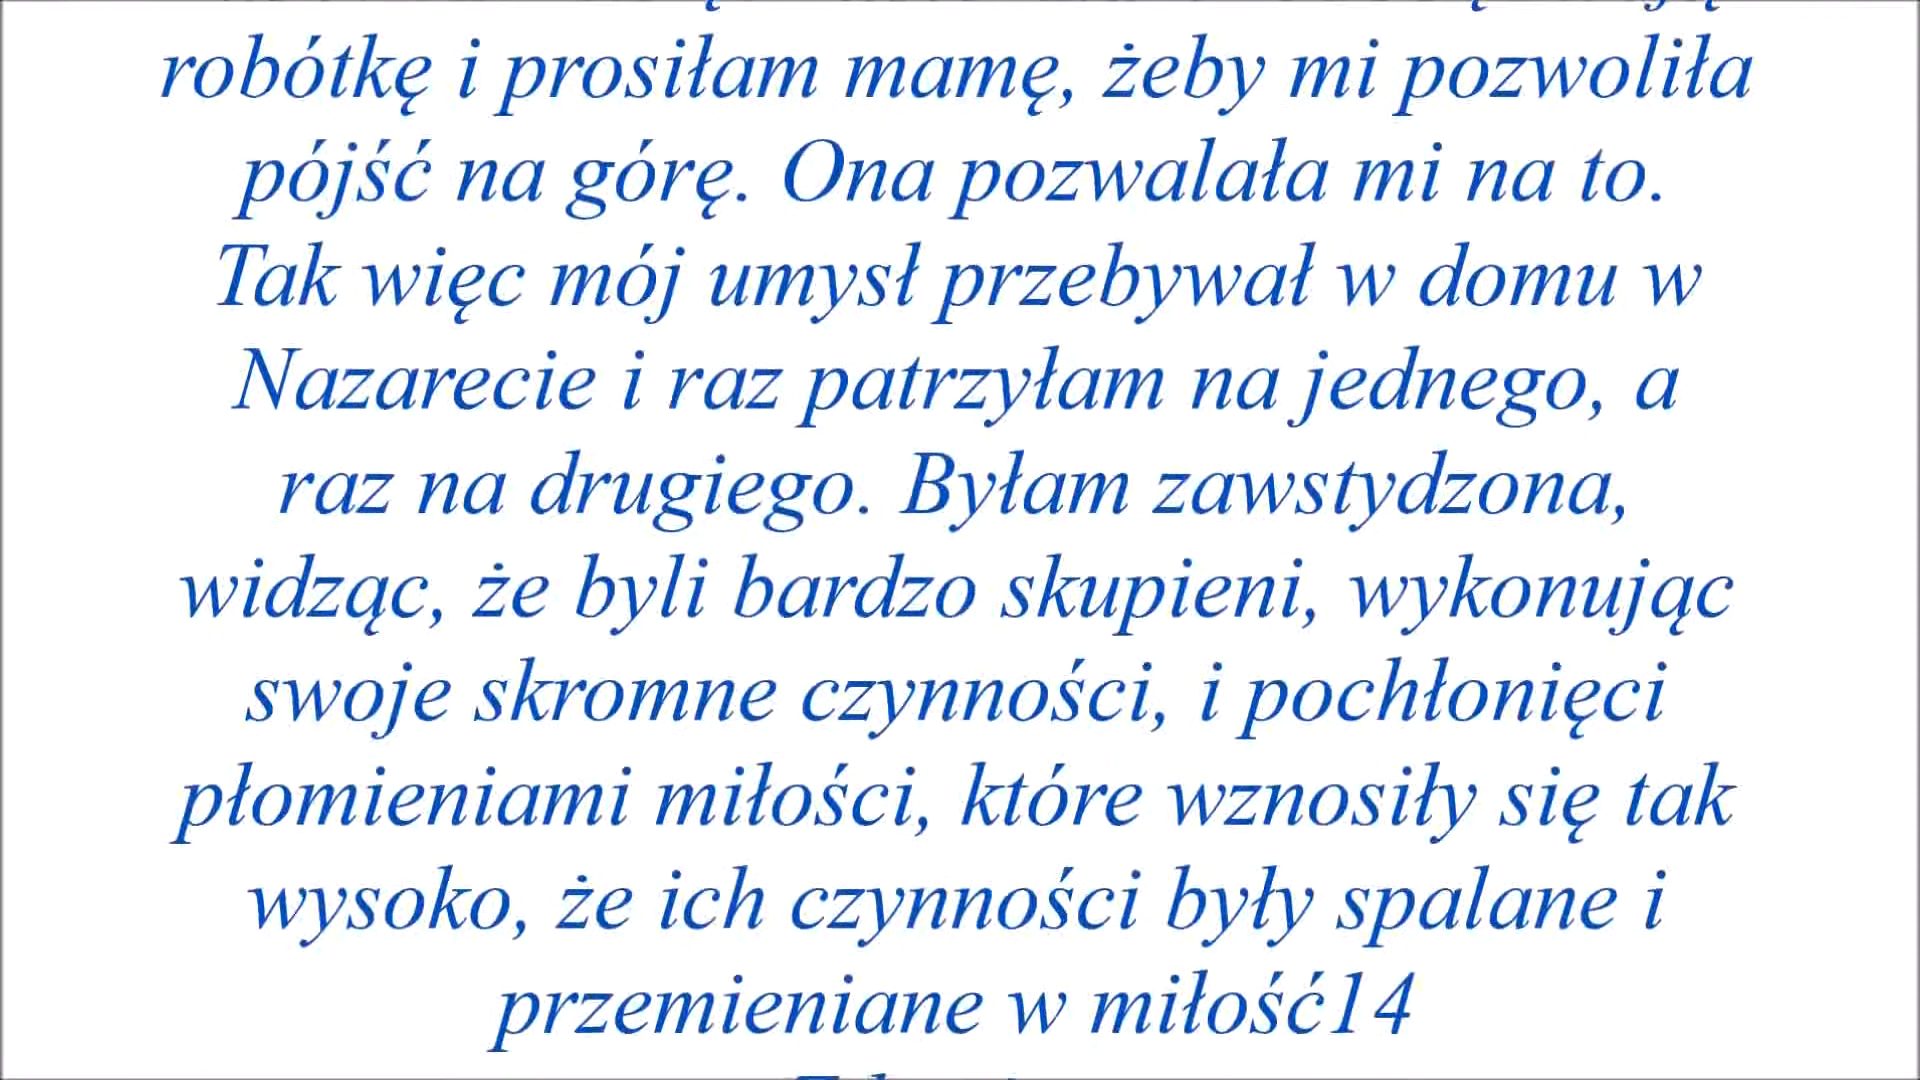 robótkę i prosiłam mamę, żeby mi pozwoliła
pójść na górę. Ona pozwalała mi na to.
Tak więc mój umysł przebywał w domu w
Nazarecie i raz patrzyłam na jednego, a
raz na drugiego. Byłam zawstydzona,
widząc, że byli bardzo skupieni, wykonując
swoje skromne czynności, i pochłonięci
płomieniami miłości, które wznosiły się tak
wysoko, że ich czynności były spalane i
przemieniane w miłość14